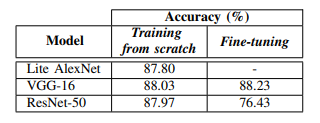 Accuracy (%)
Model Training from scratch Fine-tuning
Lite AlexNet 87.80 -
VGG-16 88.03 88.23
ResNet-50 87.97 76.43